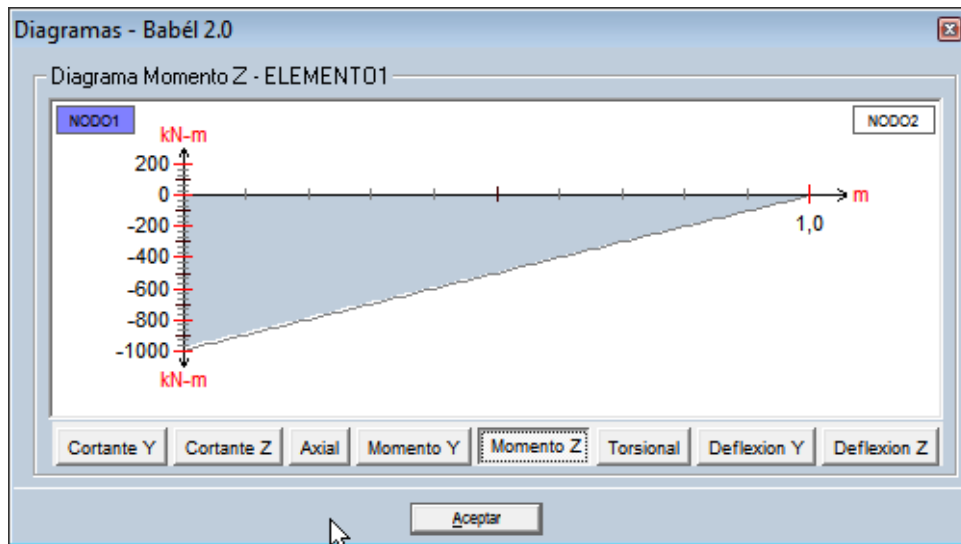 Diagramas - Babél 2.0
Diagrama Momento Z - ELEMENTO1
NODO1
NODO2
kN-m
200
0
m
-200
1,0
-400
-600
-800
-1000
kN-m
Cortante Y Cortante Z Axial Momento Y Momento Z Torsional Deflexion Y Deflexion Z
Aceptar